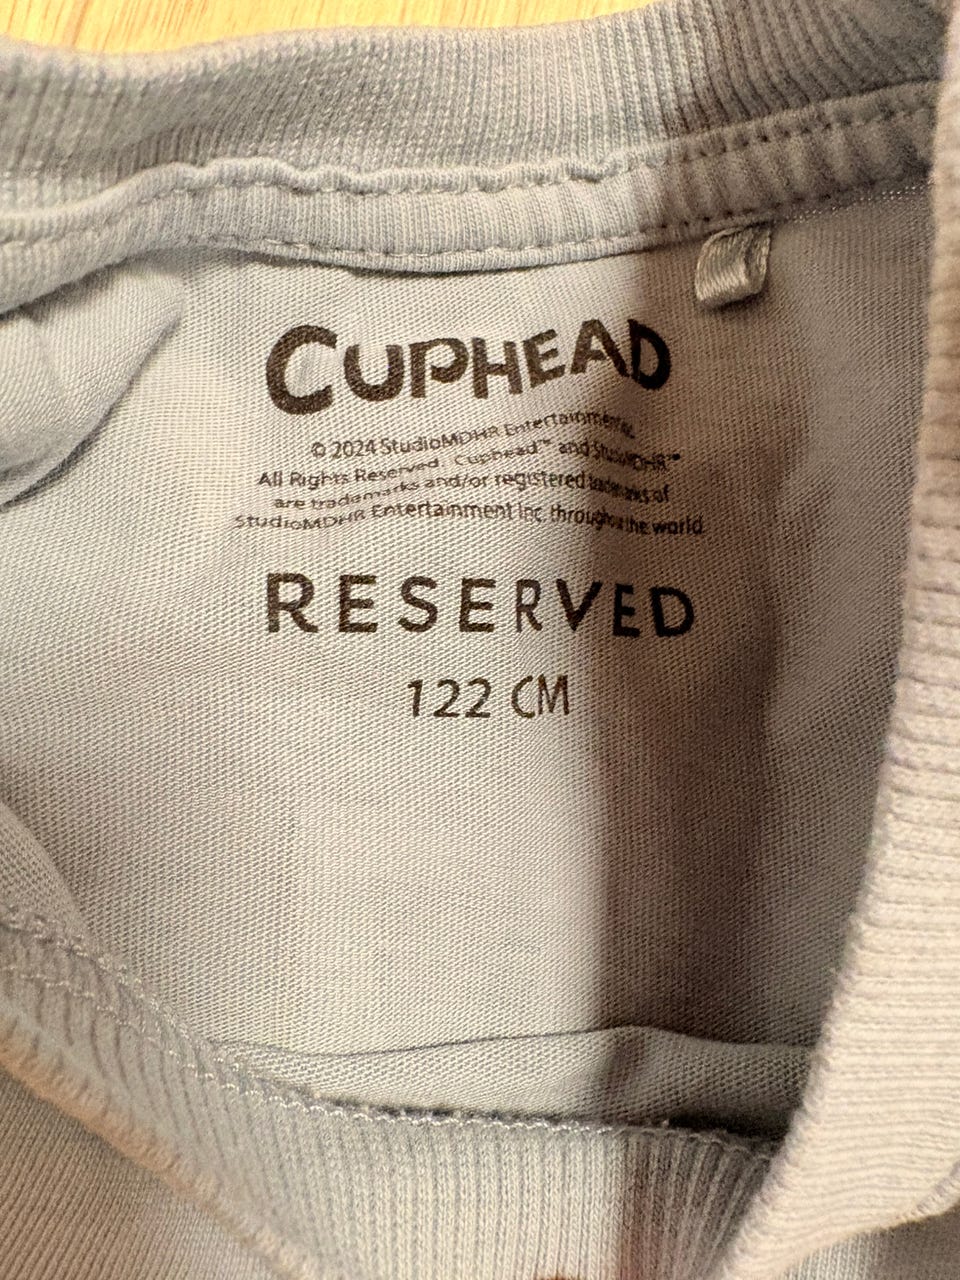 CUPHEAD
© 2024 StudioMDHR Entertainment Inc.
All Rights Reserved. Cuphead™ and StudioMDHR™
are trademarks and/or registered trademarks of
StudioMDHR Entertainment Inc. throughout the world.
RESERVED
122 CM